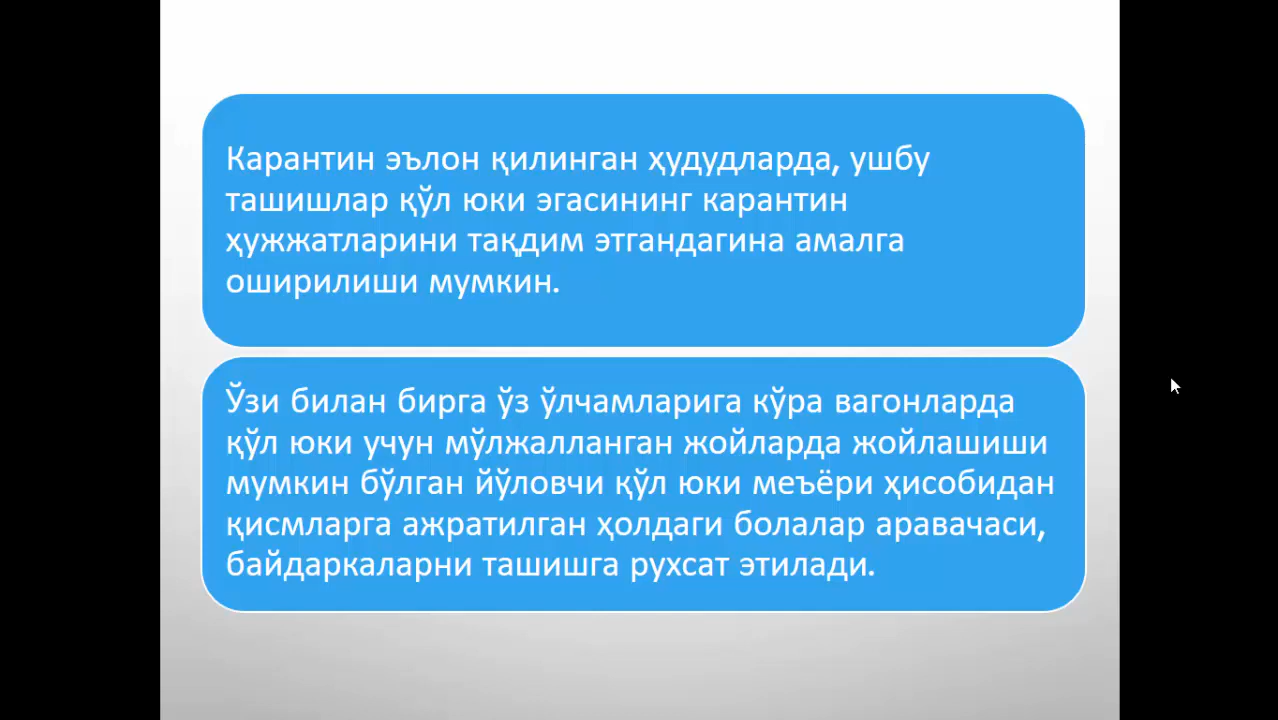 Карантин эълон қилинган ҳудудларда, ушбу
ташишлар қўл юки эгасининг карантин
ҳужжатларини тақдим этгандагина амалга
оширилиши мумкин.
Ўзи билан бирга ўз ўлчамларига кўра вагонларда
қўл юки учун мўлжалланган жойларда жойлашиши
мумкин бўлган йўловчи қўл юки меъёри ҳисобидан
қисмларга ажратилган ҳолдаги болалар аравачаси,
байдаркаларни ташишга рухсат этилади.